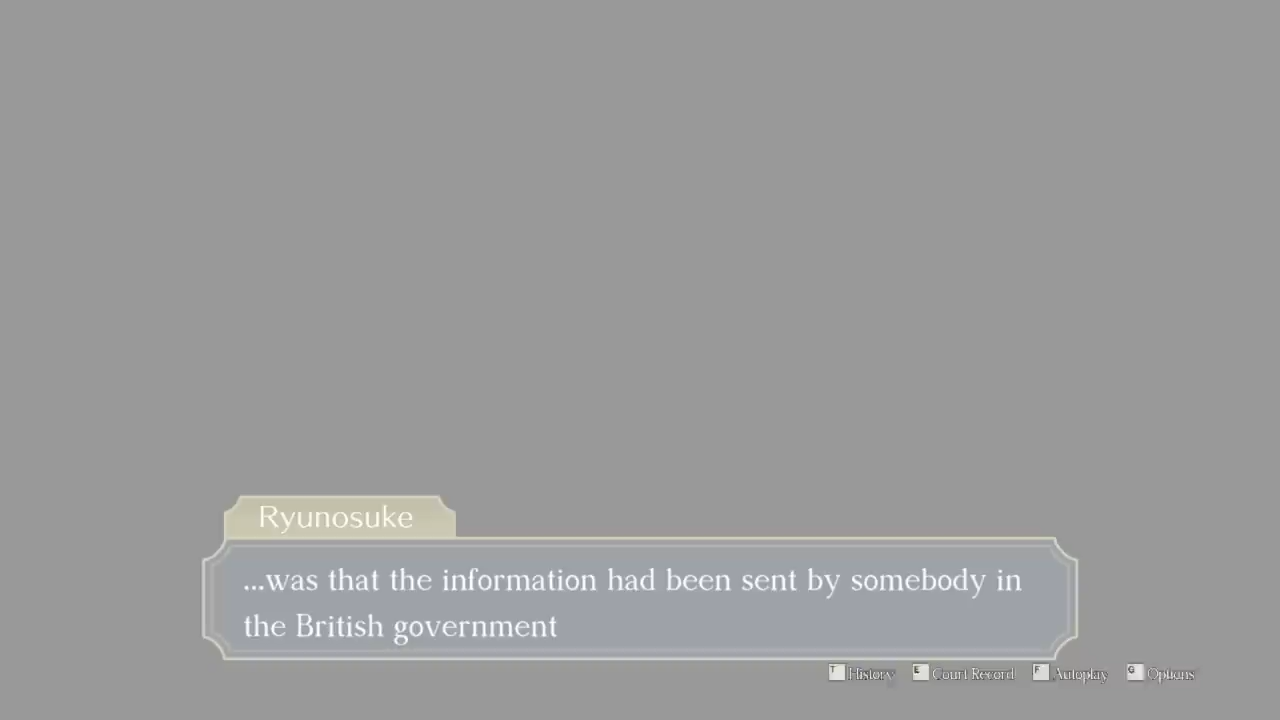 Ryunosuke
...was that the information had been sent by somebody in
the British government
T History E Court Record F Autoplay G Options